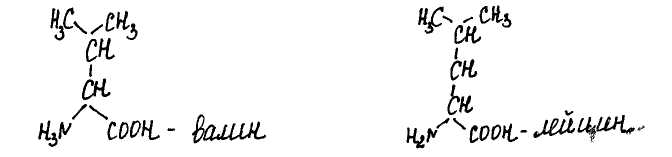 H₃C CH₃ H₃C CH₃
CH CH
CH CH
H₃N COOH - валин CH
H₂N COOH - лейцин